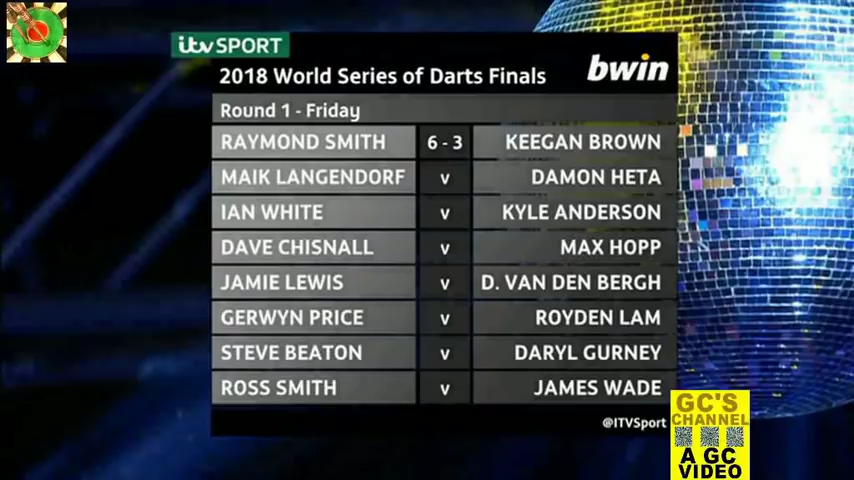 itv SPORT
2018 World Series of Darts Finals
bwin
Round 1 - Friday
RAYMOND SMITH 6 - 3 KEEGAN BROWN
MAIK LANGENDORF v DAMON HETA
IAN WHITE v KYLE ANDERSON
DAVE CHISNALL v MAX HOPP
JAMIE LEWIS v D. VAN DEN BERGH
GERWYN PRICE v ROYDEN LAM
STEVE BEATON v DARYL GURNEY
ROSS SMITH v JAMES WADE
@ITVSport
GC'S
CHANNEL
A GC
VIDEO